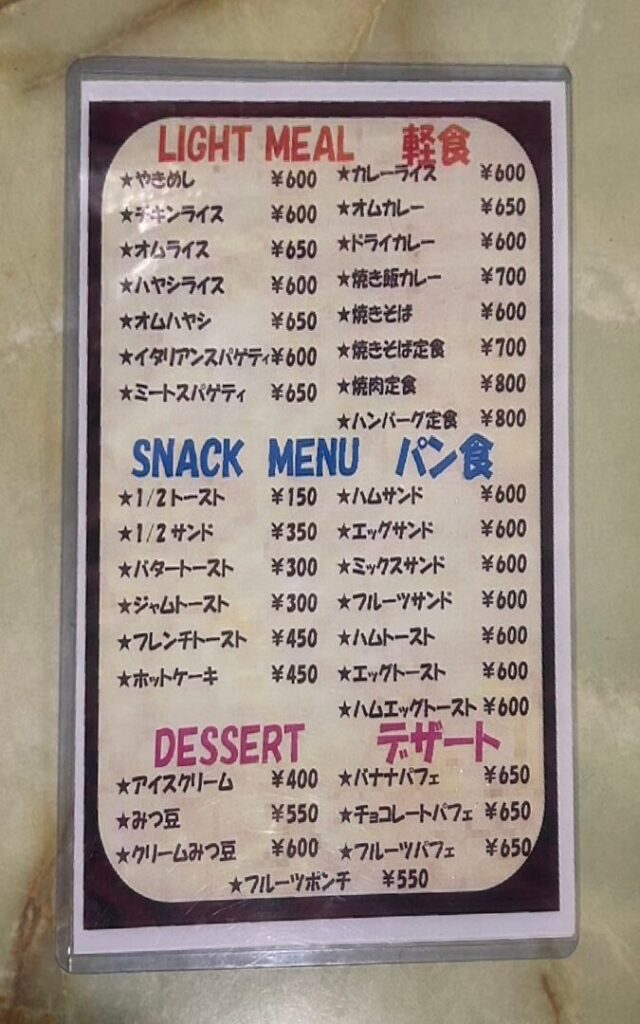 LIGHT MEAL 軽食
★やきめし ¥600
★チキンライス ¥600
★オムライス ¥650
★ハヤシライス ¥600
★オムハヤシ ¥650
★イタリアンスパゲティ ¥600
★ミートスパゲティ ¥650
★カレーライス ¥600
★オムカレー ¥650
★ドライカレー ¥600
★焼き飯カレー ¥700
★焼きそば ¥600
★焼きそば定食 ¥700
★焼肉定食 ¥800
★ハンバーグ定食 ¥800
SNACK MENU パン食
★1/2トースト ¥150
★1/2サンド ¥350
★バタートースト ¥300
★ジャムトースト ¥300
★フレンチトースト ¥450
★ホットケーキ ¥450
★ハムサンド ¥600
★エッグサンド ¥600
★ミックスサンド ¥600
★フルーツサンド ¥600
★ハムトースト ¥600
★エッグトースト ¥600
★ハムエッグトースト ¥600
DESSERT デザート
★アイスクリーム ¥400
★みつ豆 ¥550
★クリームみつ豆 ¥600
★バナナパフェ ¥650
★チョコレートパフェ ¥650
★フルーツパフェ ¥650
★フルーツポンチ ¥550